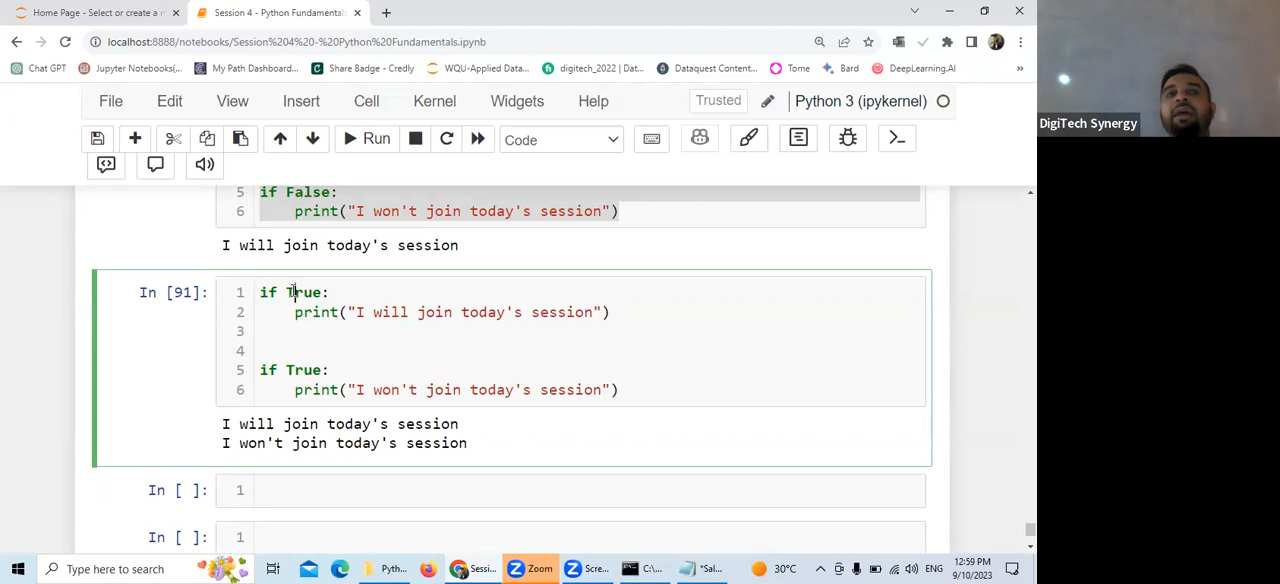 Home Page - Select or create a n
Session 4 - Python Fundamentals
localhost:8888/notebooks/Session%204%20-%20Python%20Fundamentals.ipynb
Chat GPT
Jupyter Notebooks(...
My Path Dashboard...
Share Badge - Credly
WQU-Applied Data...
digitech_2022 | Dat...
Dataquest Content...
Tome
Bard
DeepLearning.AI
»
File Edit View Insert Cell Kernel Widgets Help Trusted Python 3 (ipykernel)
Run Code
5 if False:
6 print("I won't join today's session")
I will join today's session
In [91]: 1 if True:
2 print("I will join today's session")
3
4
5 if True:
6 print("I won't join today's session")
I will join today's session
I won't join today's session
In [ ]: 1
In [ ]: 1
DigiTech Synergy
Type here to search
Pyth...
Sessi...
Zoom
Scre...
C:\...
*Sal...
30°C
ENG
12:59 PM
9/10/2023